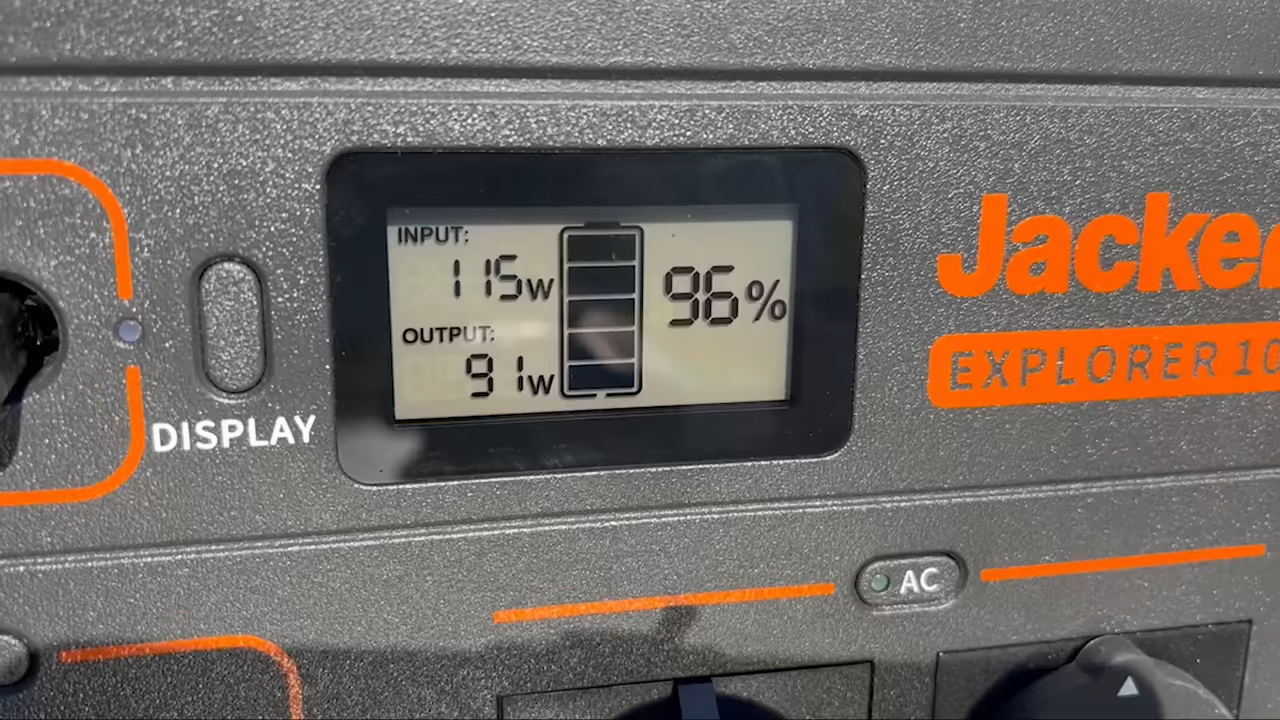 INPUT:
115W
OUTPUT:
91W
96%
DISPLAY
Jacke
EXPLORER 10
AC